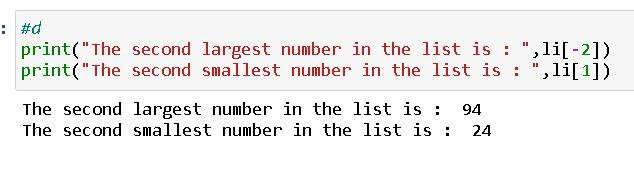 : #d
print("The second largest number in the list is : ",li[-2])
print("The second smallest number in the list is : ",li[1])
The second largest number in the list is :  94
The second smallest number in the list is :  24